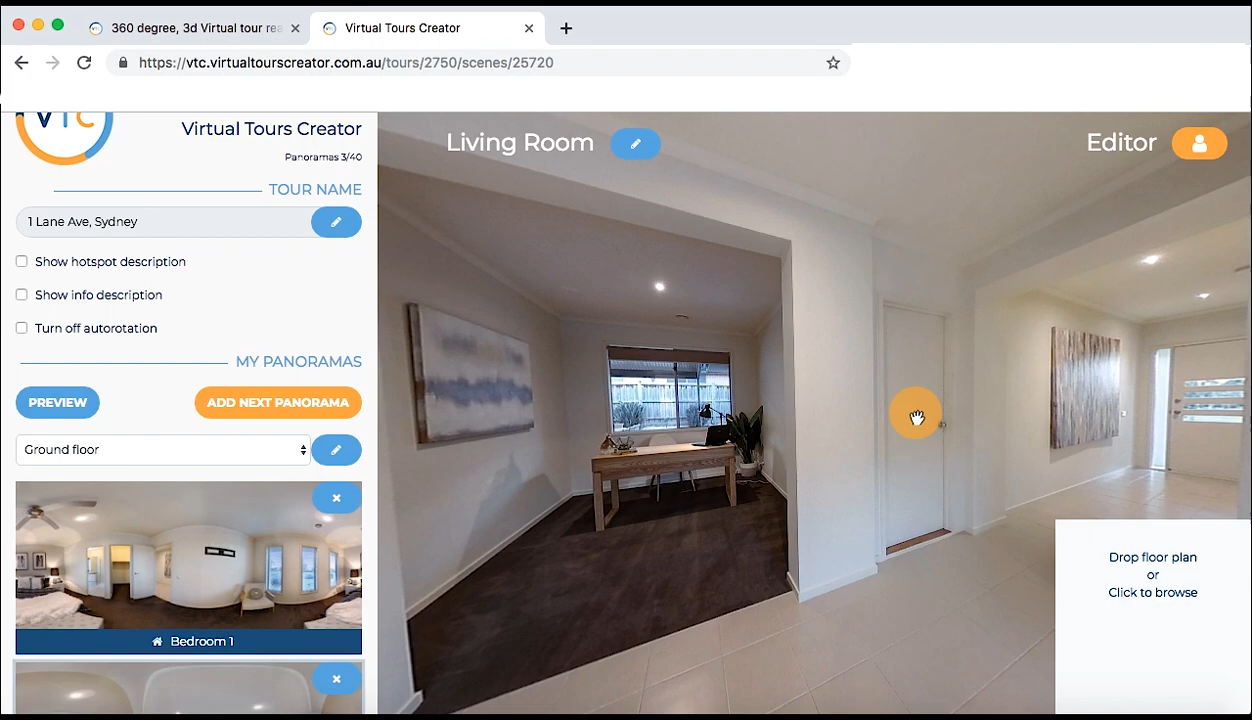 360 degree, 3d Virtual tour rea
Virtual Tours Creator
https://vtc.virtualtourscreator.com.au/tours/2750/scenes/25720
VTC
Virtual Tours Creator
Panoramas 3/40
TOUR NAME
1 Lane Ave, Sydney
Show hotspot description
Show info description
Turn off autorotation
MY PANORAMAS
PREVIEW
ADD NEXT PANORAMA
Ground floor
Bedroom 1
Living Room
Editor
Drop floor plan
or
Click to browse